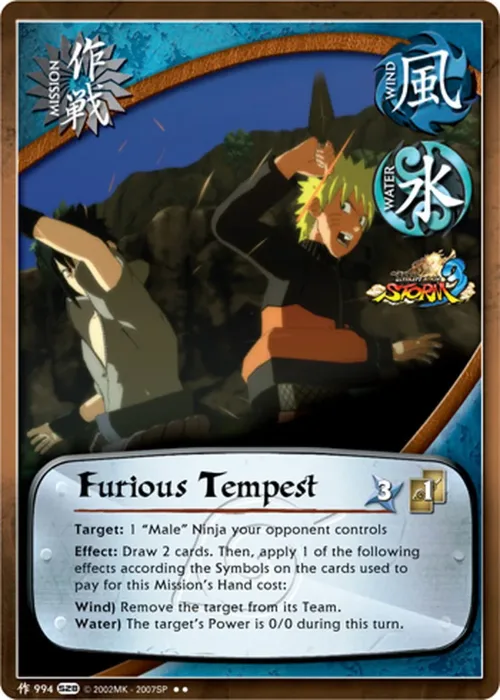 MISSION
作戦
WIND
風
WATER
水
STORM 3
Furious Tempest
3
1
Target: 1 “Male” Ninja your opponent controls
Effect: Draw 2 cards. Then, apply 1 of the following
effects according the Symbols on the cards used to
pay for this Mission's Hand cost:
Wind) Remove the target from its Team.
Water) The target's Power is 0/0 during this turn.
作 994 S28 © 2002MK - 2007SP